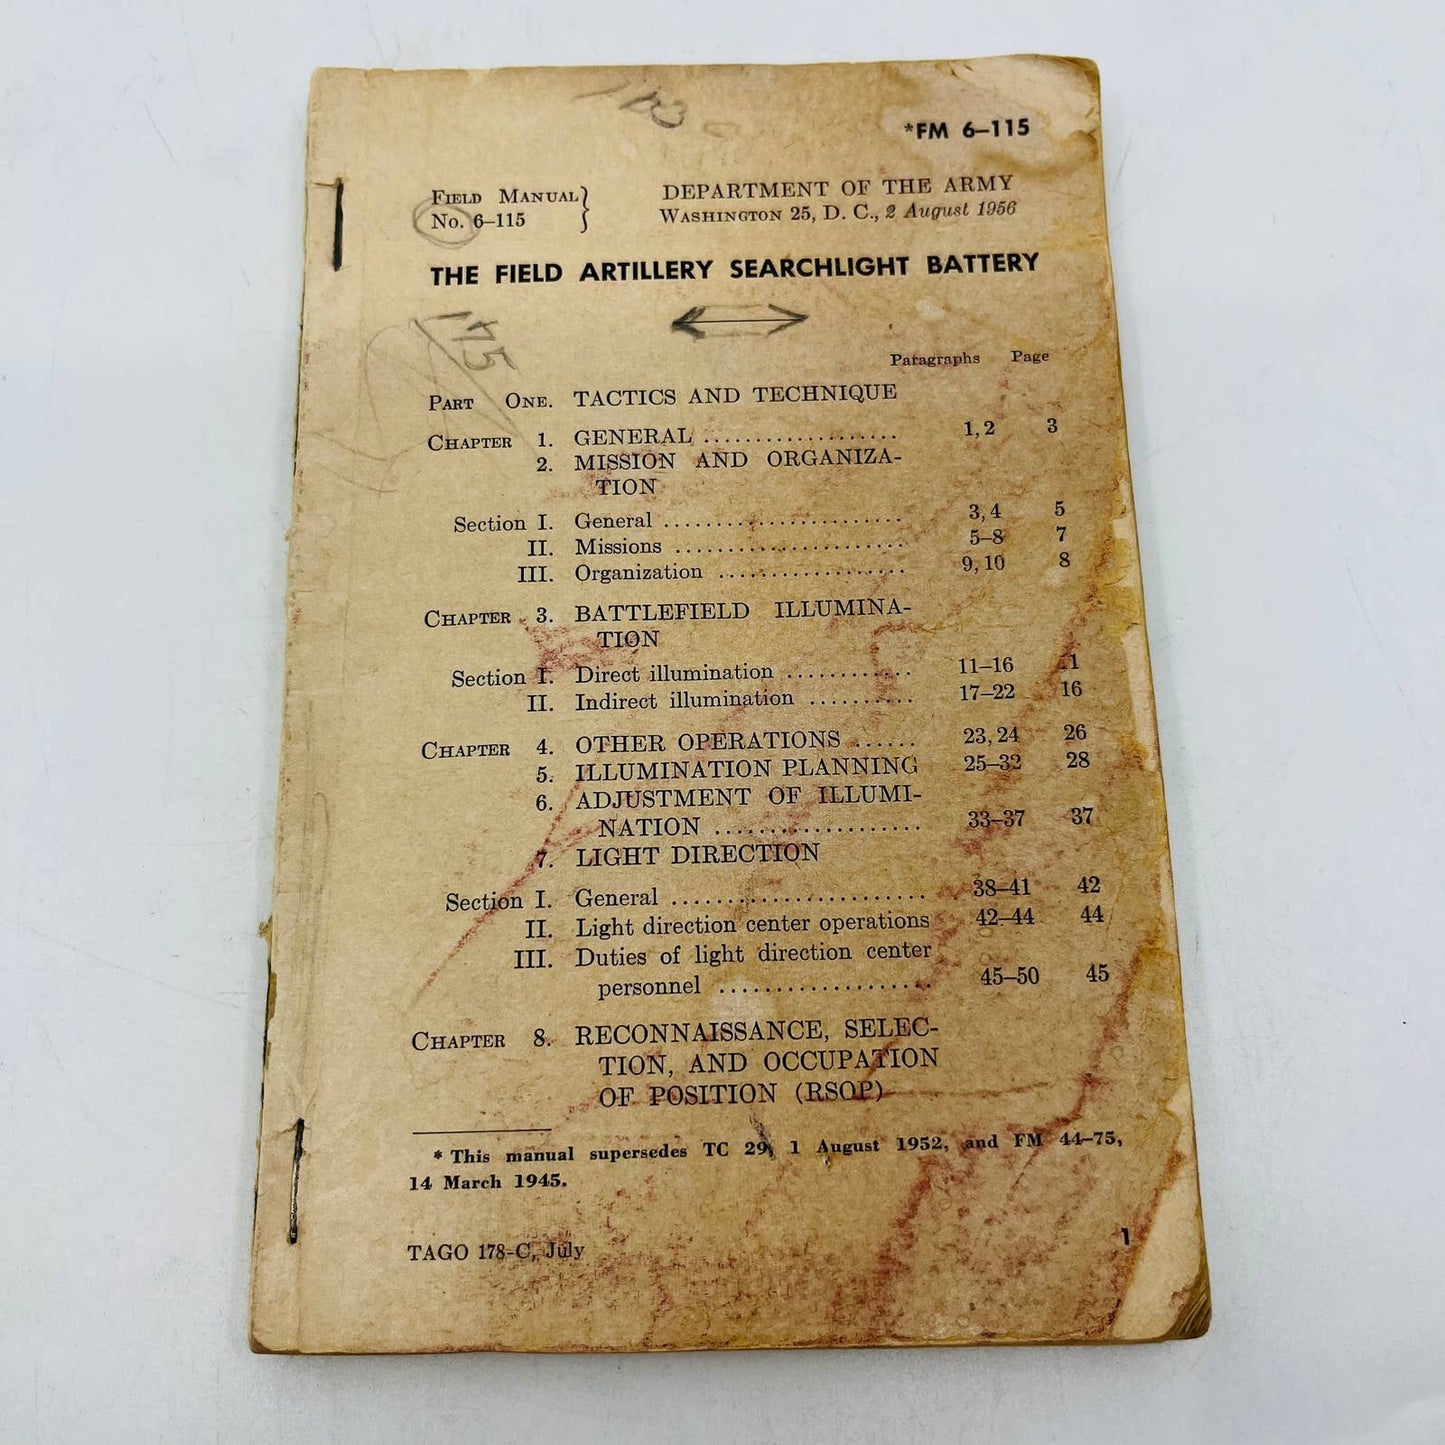 143
*FM 6–115
FIELD MANUAL}
No. 6–115
DEPARTMENT OF THE ARMY
WASHINGTON 25, D. C., 2 August 1956
THE FIELD ARTILLERY SEARCHLIGHT BATTERY
175
Paragraphs Page
PART ONE. TACTICS AND TECHNIQUE
CHAPTER 1. GENERAL .................. 1, 2 3
2. MISSION AND ORGANIZA-
TION
Section I. General ....................... 3, 4 5
II. Missions ...................... 5–8 7
III. Organization .................. 9, 10 8
CHAPTER 3. BATTLEFIELD ILLUMINA-
TION
Section I. Direct illumination ............ 11–16 11
II. Indirect illumination .......... 17–22 16
CHAPTER 4. OTHER OPERATIONS ...... 23, 24 26
5. ILLUMINATION PLANNING 25–32 28
6. ADJUSTMENT OF ILLUMI-
NATION ................... 33–37 37
7. LIGHT DIRECTION
Section I. General ....................... 38–41 42
II. Light direction center operations 42–44 44
III. Duties of light direction center
personnel ................... 45–50 45
CHAPTER 8. RECONNAISSANCE, SELEC-
TION, AND OCCUPATION
OF POSITION (RSOP)
* This manual supersedes TC 29, 1 August 1952, and FM 44–75,
14 March 1945.
TAGO 178-C, July
1